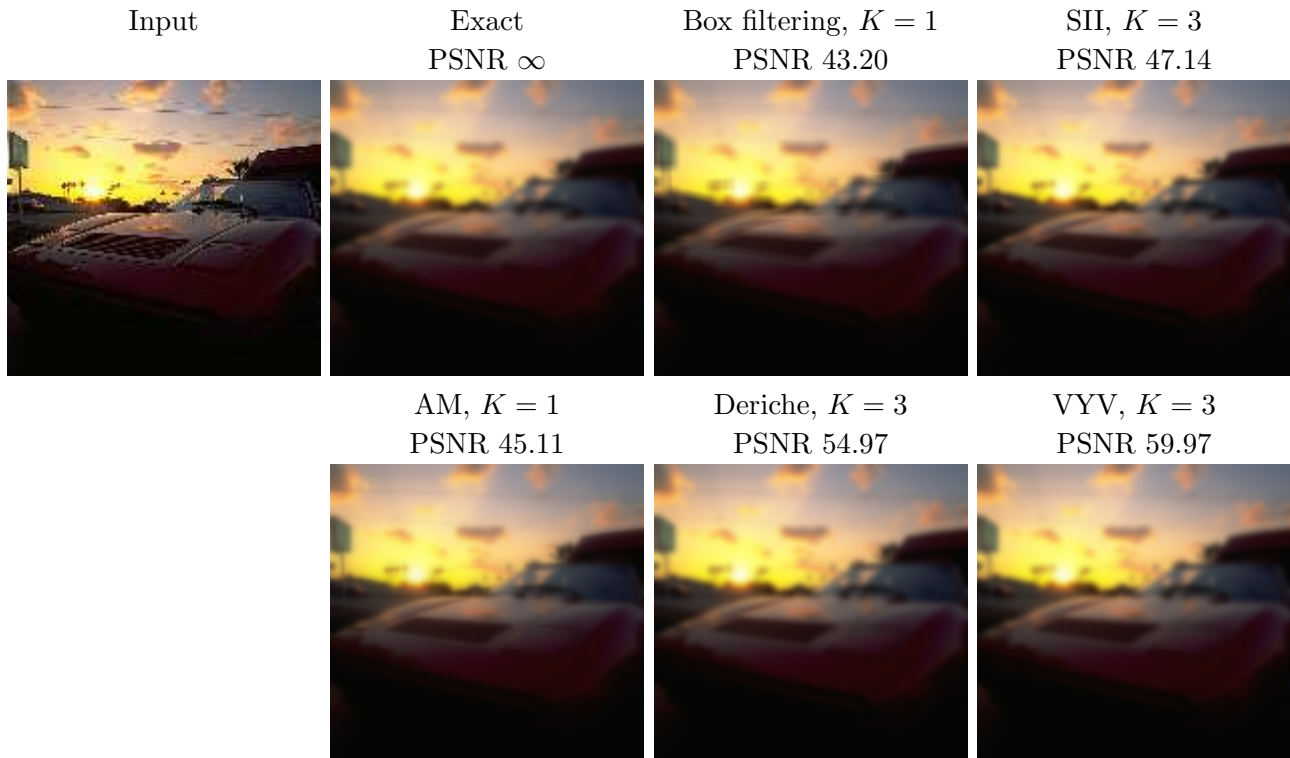 Input
Exact
PSNR ∞
Box filtering, K = 1
PSNR 43.20
SII, K = 3
PSNR 47.14
AM, K = 1
PSNR 45.11
Deriche, K = 3
PSNR 54.97
VYV, K = 3
PSNR 59.97